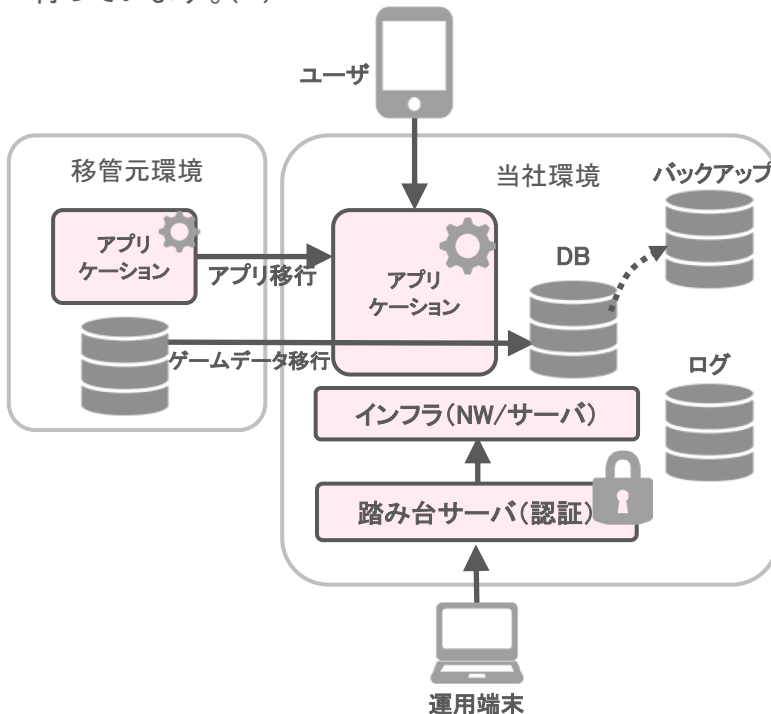 ユーザ
移管元環境
当社環境
バックアップ
アプリ
ケーション
アプリ移行
アプリ
ケーション
DB
ゲームデータ移行
ログ
インフラ(NW/サーバ)
踏み台サーバ(認証)
運用端末